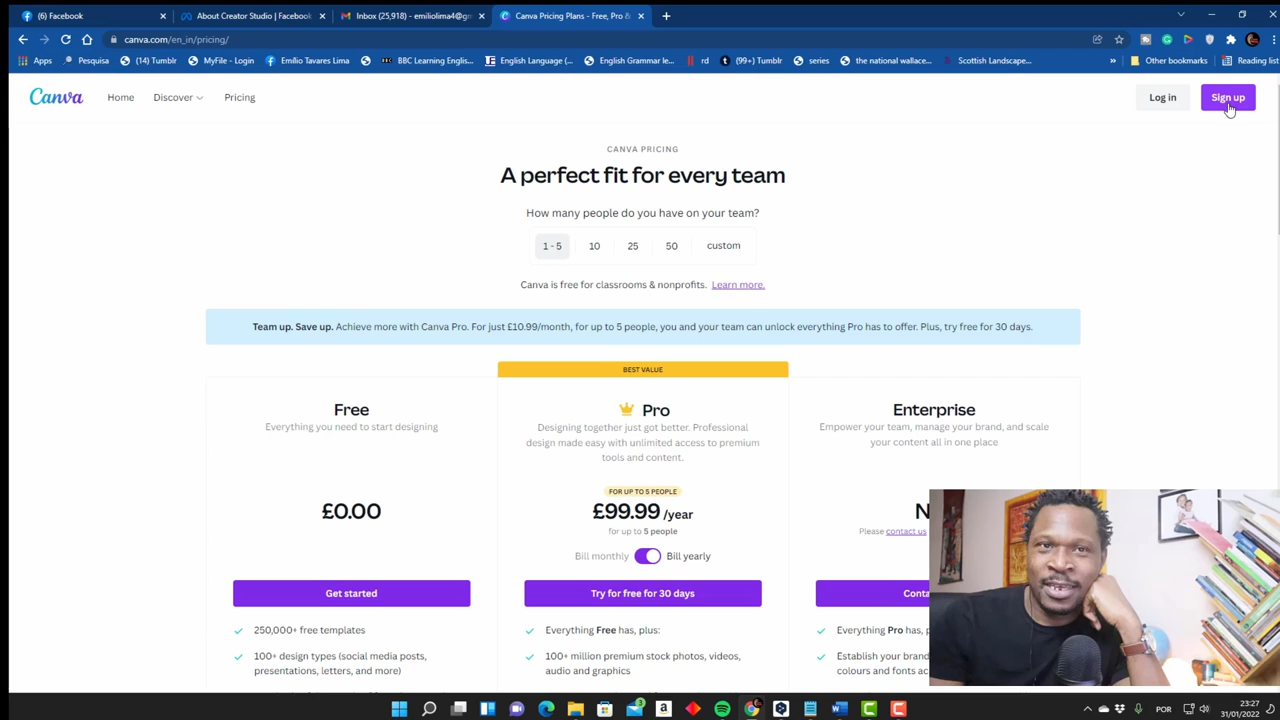 (6) Facebook
About Creator Studio | Facebook
Inbox (25,918) - emiliolima4@gm
Canva Pricing Plans - Free, Pro &
canva.com/en_in/pricing/
Apps
Pesquisa
(14) Tumblr
MyFile - Login
Emílio Tavares Lima
BBC Learning Englis...
English Language (...
English Grammar le...
rd
(99+) Tumblr
series
the national wallace...
Scottish Landscape...
»
Other bookmarks
Reading list
Canva
Home
Discover
Pricing
Log in
Sign up
CANVA PRICING
A perfect fit for every team
How many people do you have on your team?
1 - 5 10 25 50 custom
Canva is free for classrooms & nonprofits. Learn more.
Team up. Save up. Achieve more with Canva Pro. For just £10.99/month, for up to 5 people, you and your team can unlock everything Pro has to offer. Plus, try free for 30 days.
BEST VALUE
Free
Everything you need to start designing
£0.00
Get started
250,000+ free templates
100+ design types (social media posts,
presentations, letters, and more)
Pro
Designing together just got better. Professional
design made easy with unlimited access to premium
tools and content.
FOR UP TO 5 PEOPLE
£99.99 /year
for up to 5 people
Bill monthly Bill yearly
Try for free for 30 days
Everything Free has, plus:
100+ million premium stock photos, videos,
audio and graphics
Enterprise
Empower your team, manage your brand, and scale
your content all in one place
Please contact us
Everything Pro has,
Establish your brand
colours and fonts
POR
23:27
31/01/2022